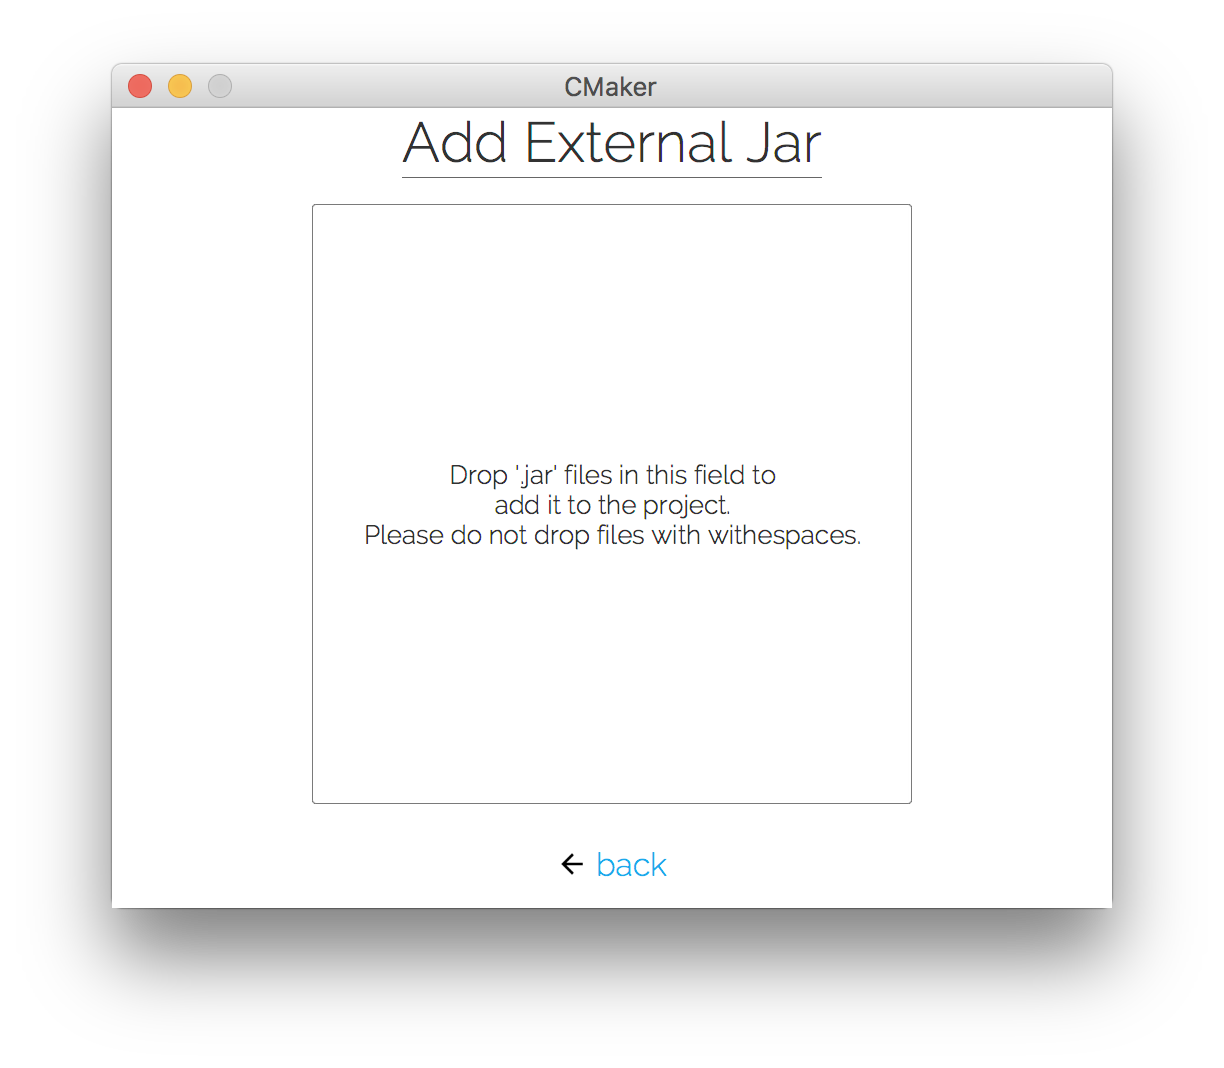 CMaker
Add External Jar
Drop '.jar' files in this field to
add it to the project.
Please do not drop files with withespaces.
back